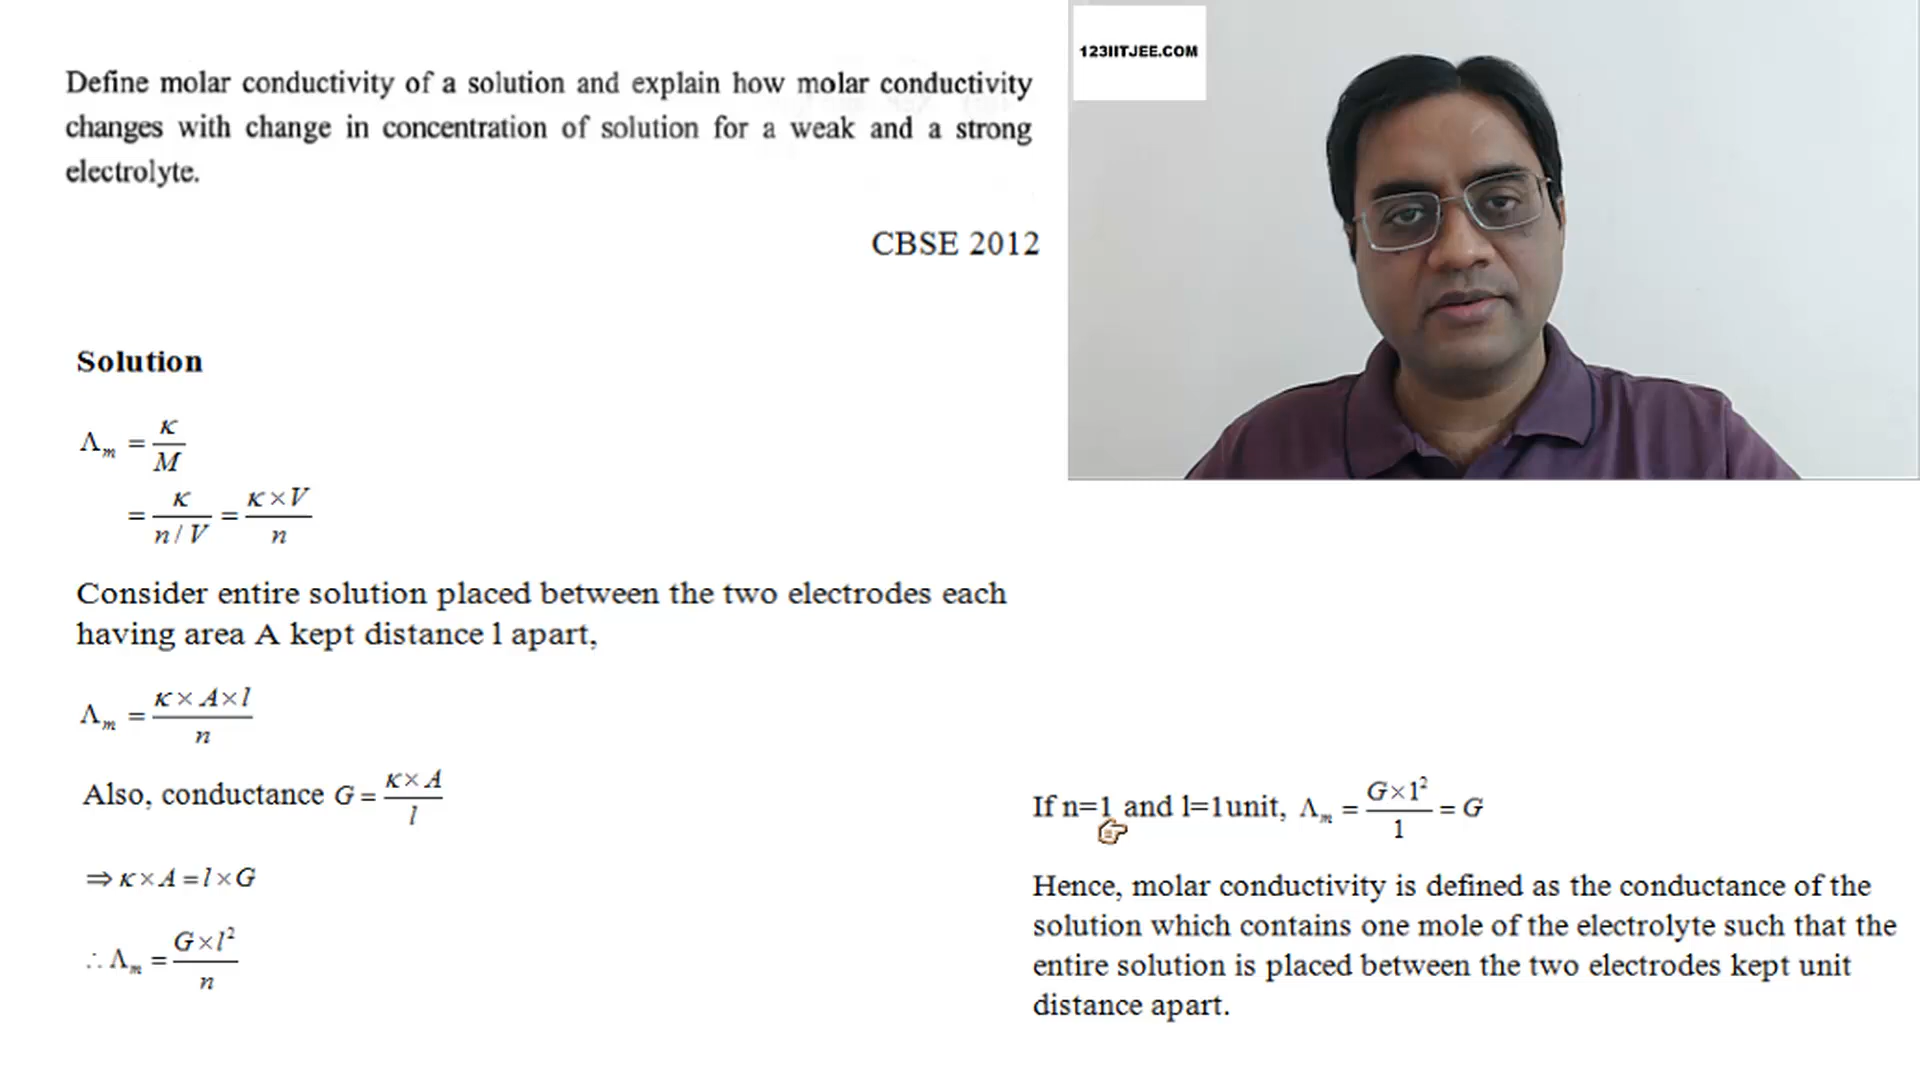 123IITJEE.COM
Define molar conductivity of a solution and explain how molar conductivity
changes with change in concentration of solution for a weak and a strong
electrolyte.
CBSE 2012
Solution
Λₘ = κ/M
= κ/(n/V) = (κ×V)/n
Consider entire solution placed between the two electrodes each
having area A kept distance l apart,
Λₘ = (κ×A×l)/n
Also, conductance G = (κ×A)/l
⇒ κ×A = l×G
∴ Λₘ = (G×l²)/n
If n=1 and l=1unit, Λₘ = (G×1²)/1 = G
Hence, molar conductivity is defined as the conductance of the
solution which contains one mole of the electrolyte such that the
entire solution is placed between the two electrodes kept unit
distance apart.